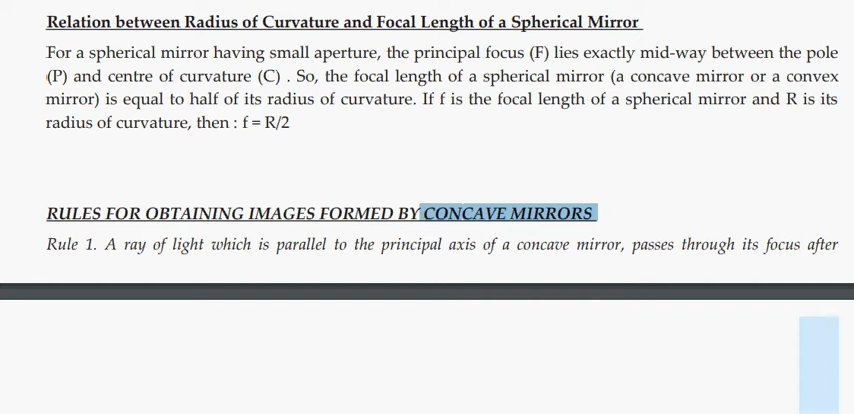 Relation between Radius of Curvature and Focal Length of a Spherical Mirror
For a spherical mirror having small aperture, the principal focus (F) lies exactly mid-way between the pole
(P) and centre of curvature (C) . So, the focal length of a spherical mirror (a concave mirror or a convex
mirror) is equal to half of its radius of curvature. If f is the focal length of a spherical mirror and R is its
radius of curvature, then : f = R/2
RULES FOR OBTAINING IMAGES FORMED BY CONCAVE MIRRORS
Rule 1. A ray of light which is parallel to the principal axis of a concave mirror, passes through its focus after